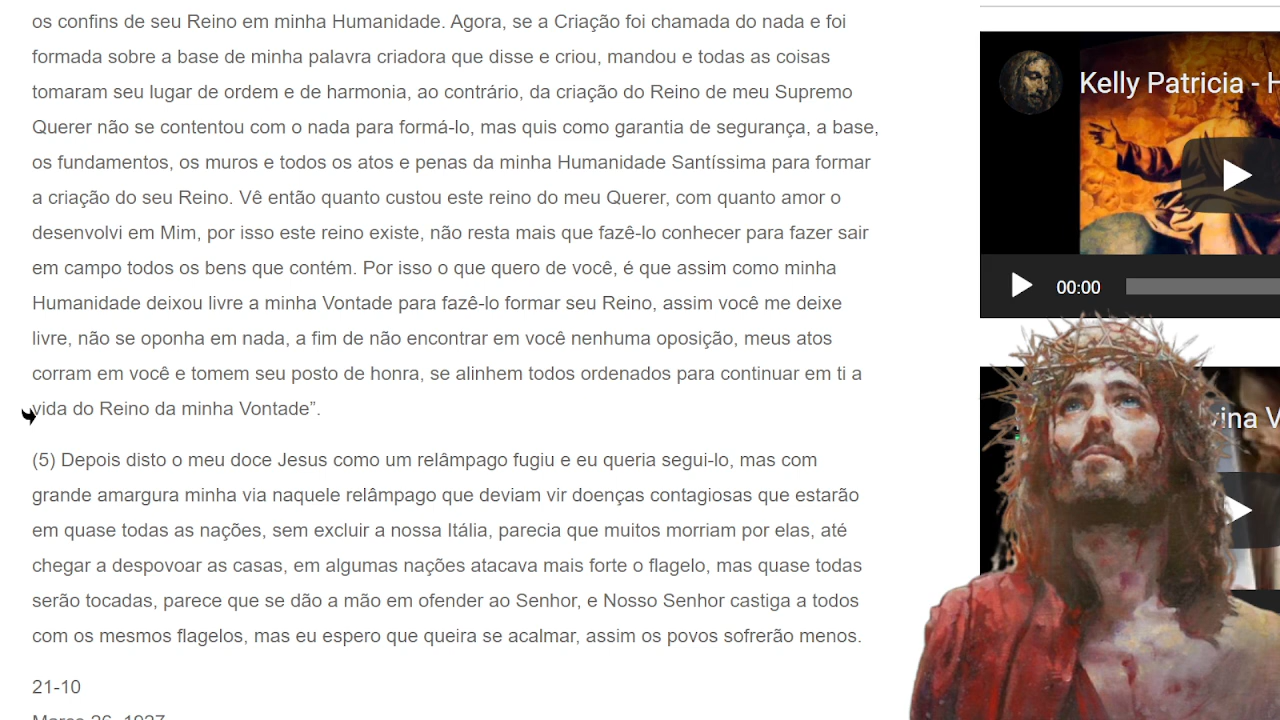 os confins de seu Reino em minha Humanidade. Agora, se a Criação foi chamada do nada e foi
formada sobre a base de minha palavra criadora que disse e criou, mandou e todas as coisas
tomaram seu lugar de ordem e de harmonia, ao contrário, da criação do Reino de meu Supremo
Querer não se contentou com o nada para formá-lo, mas quis como garantia de segurança, a base,
os fundamentos, os muros e todos os atos e penas da minha Humanidade Santíssima para formar
a criação do seu Reino. Vê então quanto custou este reino do meu Querer, com quanto amor o
desenvolvi em Mim, por isso este reino existe, não resta mais que fazê-lo conhecer para fazer sair
em campo todos os bens que contém. Por isso o que quero de você, é que assim como minha
Humanidade deixou livre a minha Vontade para fazê-lo formar seu Reino, assim você me deixe
livre, não se oponha em nada, a fim de não encontrar em você nenhuma oposição, meus atos
corram em você e tomem seu posto de honra, se alinhem todos ordenados para continuar em ti a
vida do Reino da minha Vontade”.
(5) Depois disto o meu doce Jesus como um relâmpago fugiu e eu queria segui-lo, mas com
grande amargura minha via naquele relâmpago que deviam vir doenças contagiosas que estarão
em quase todas as nações, sem excluir a nossa Itália, parecia que muitos morriam por elas, até
chegar a despovoar as casas, em algumas nações atacava mais forte o flagelo, mas quase todas
serão tocadas, parece que se dão a mão em ofender ao Senhor, e Nosso Senhor castiga a todos
com os mesmos flagelos, mas eu espero que queira se acalmar, assim os povos sofrerão menos.
21-10
Março 26, 1927
Kelly Patricia - H
00:00
vina V